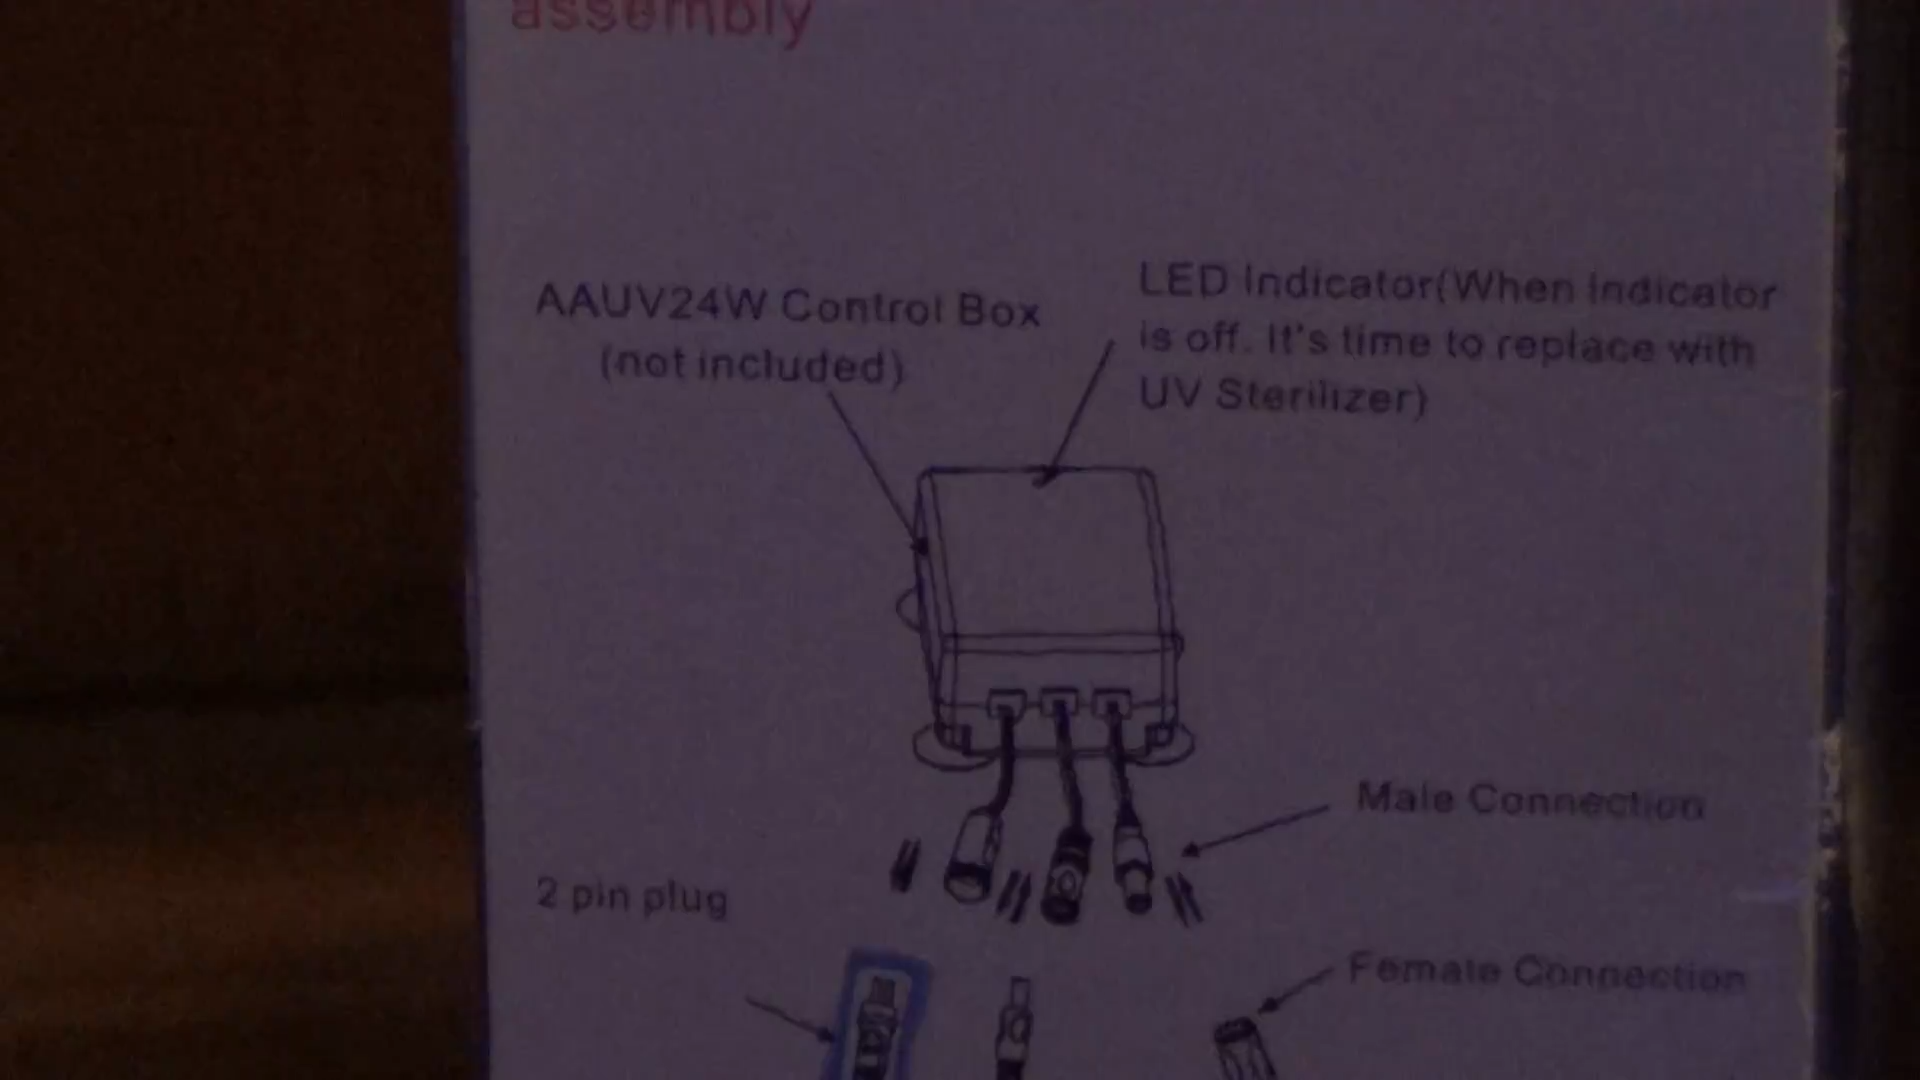 assembly
AAUV24W Control Box
(not included)
LED Indicator(When indicator
is off. It's time to replace with
UV Sterilizer)
Male Connection
2 pin plug
Female Connection